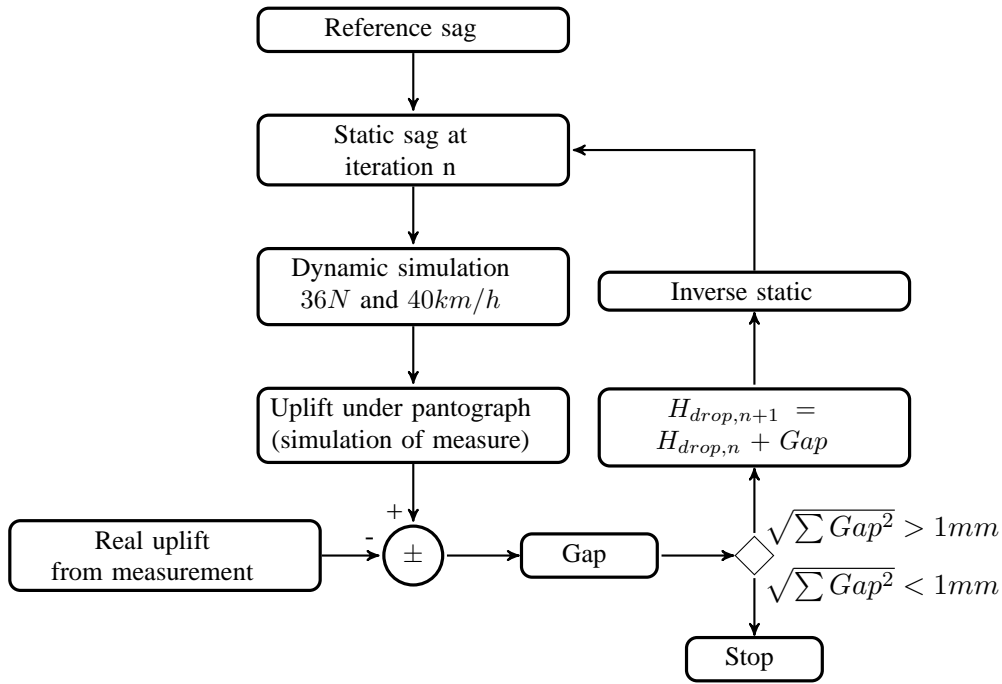 Reference sag
Static sag at
iteration n
Dynamic simulation
36N and 40km/h
Inverse static
Uplift under pantograph
(simulation of measure)
H_{drop,n+1} =
H_{drop,n} + Gap
+
-
Real uplift
from measurement
±
Gap
√∑ Gap² > 1mm
√∑ Gap² < 1mm
Stop